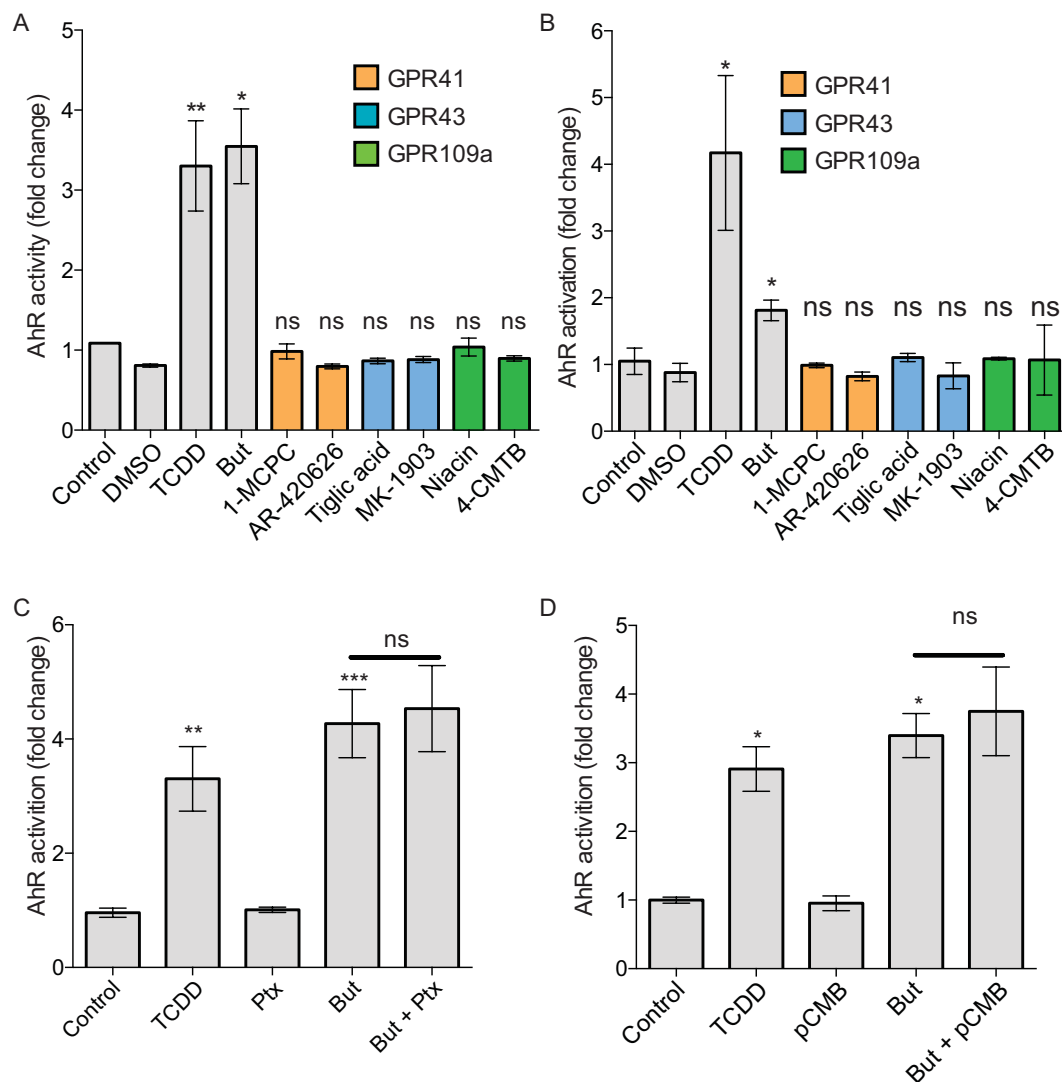 A
AhR activity (fold change)
5
4
3
2
1
0
** *
ns ns ns ns ns ns
GPR41
GPR43
GPR109a
Control
DMSO
TCDD
But
1-MCPC
AR-420626
Tiglic acid
MK-1903
Niacin
4-CMTB
B
AhR activation (fold change)
6
5
4
3
2
1
0
*
*
ns ns ns ns ns ns
GPR41
GPR43
GPR109a
Control
DMSO
TCDD
But
1-MCPC
AR-420626
Tiglic acid
MK-1903
Niacin
4-CMTB
C
AhR activition (fold change)
6
4
2
0
**
***
ns
Control
TCDD
Ptx
But
But + Ptx
D
AhR activation (fold change)
5
4
3
2
1
0
*
*
ns
Control
TCDD
pCMB
But
But + pCMB